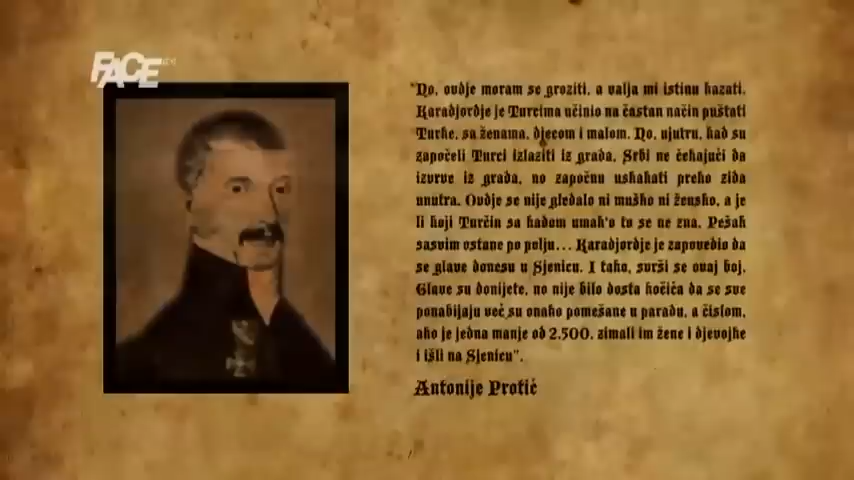 FACE
"No, ovdje moram se groziti, a valja mi istinu kazati.
Karadjordje je Turcima učinio na častan način puštati
Turke, sa ženama, djecom i malom. No, ujutru, kad su
započeli Turci izlaziti iz grada, Srbi ne čekajući da
izvrve iz grada, no započnu uskakati preko zida
unutra. Ovdje se nije gledalo ni muško ni žensko, a je
li koji Turčin sa kadom umak'o to se ne zna. Pešak
sasvim ostane po polju... Karadjordje je zapovedio da
se glave donesu u Sjenicu. I tako, svrši se ovaj boj.
Glave su donijete, no nije bilo dosta kočića da se sve
ponabijaju već su onako pomešane u paradu, a čislom,
ako je jedna manje od 2.500, zimali im žene i djevojke
i išli na Sjenicu".
Antonije Protić